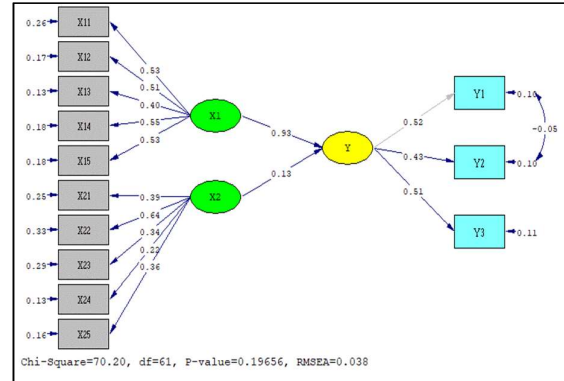 0.26 X11
0.53
0.17 X12
0.51
0.13 X13
0.40
0.18 X14
0.55
0.18 X15
0.53
X1
0.93
0.25 X21
0.39
0.33 X22
0.64
0.29 X23
0.34
0.13 X24
0.22
0.16 X25
0.36
X2
0.13
Y
0.52
Y1 0.10
-0.05
0.43
Y2 0.10
0.51
Y3 0.11
Chi-Square=70.20, df=61, P-value=0.19656, RMSEA=0.038